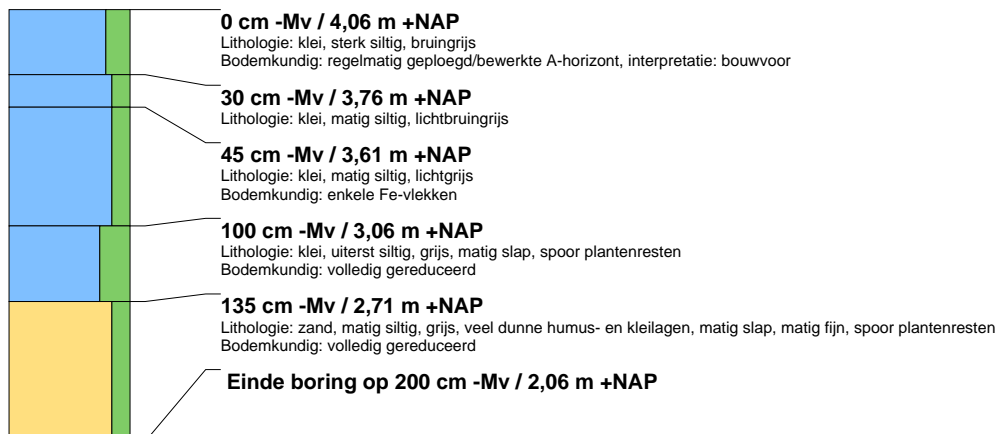 0 cm -Mv / 4,06 m +NAP
Lithologie: klei, sterk siltig, bruingrijs
Bodemkundig: regelmatig geploegd/bewerkte A-horizont, interpretatie: bouwvoor
30 cm -Mv / 3,76 m +NAP
Lithologie: klei, matig siltig, lichtbruingrijs
45 cm -Mv / 3,61 m +NAP
Lithologie: klei, matig siltig, lichtgrijs
Bodemkundig: enkele Fe-vlekken
100 cm -Mv / 3,06 m +NAP
Lithologie: klei, uiterst siltig, grijs, matig slap, spoor plantenresten
Bodemkundig: volledig gereduceerd
135 cm -Mv / 2,71 m +NAP
Lithologie: zand, matig siltig, grijs, veel dunne humus- en kleilagen, matig slap, matig fijn, spoor plantenresten
Bodemkundig: volledig gereduceerd
Einde boring op 200 cm -Mv / 2,06 m +NAP